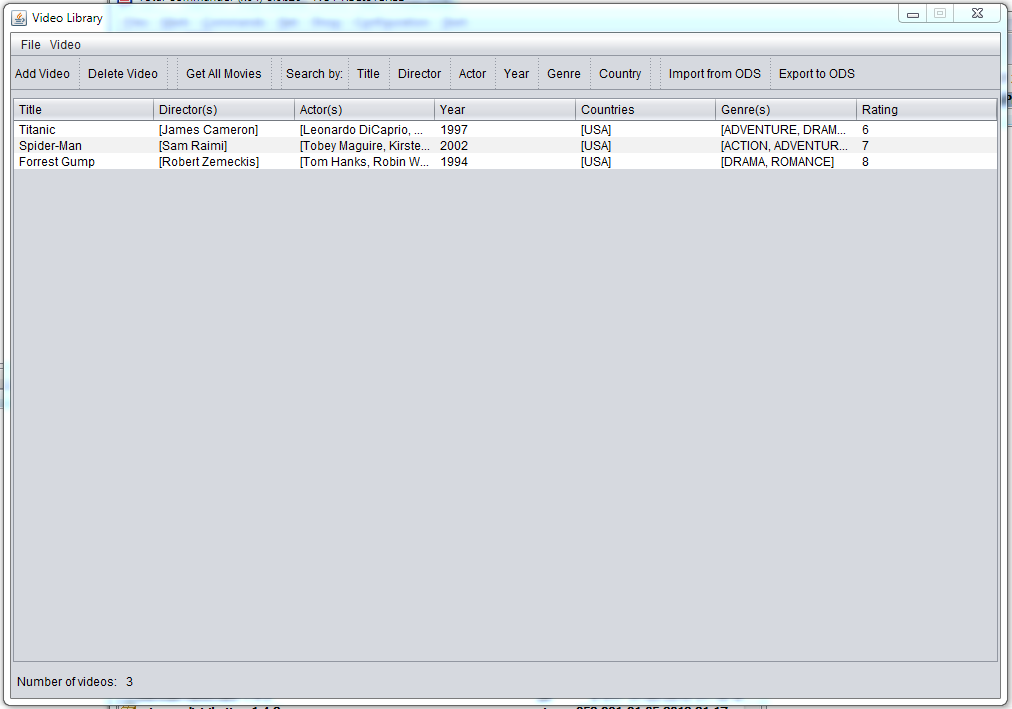 Video Library
File Video
Add Video Delete Video Get All Movies Search by: Title Director Actor Year Genre Country Import from ODS Export to ODS
Title Director(s) Actor(s) Year Countries Genre(s) Rating
Titanic [James Cameron] [Leonardo DiCaprio, ... 1997 [USA] [ADVENTURE, DRAM... 6
Spider-Man [Sam Raimi] [Tobey Maguire, Kirste... 2002 [USA] [ACTION, ADVENTUR... 7
Forrest Gump [Robert Zemeckis] [Tom Hanks, Robin W... 1994 [USA] [DRAMA, ROMANCE] 8
Number of videos: 3